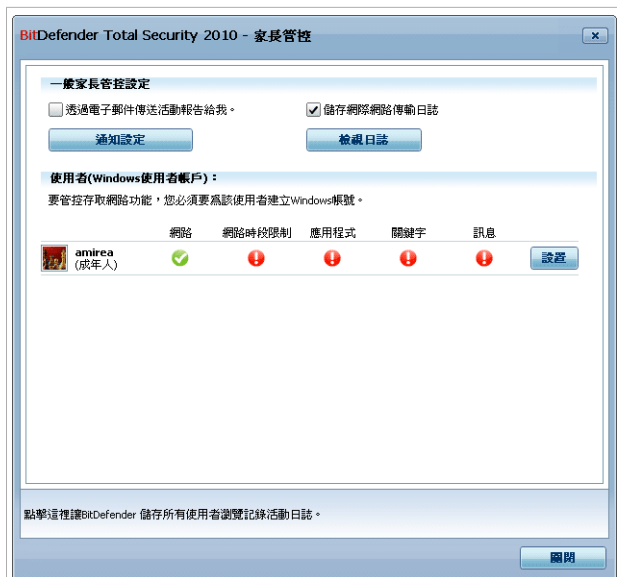 BitDefender Total Security 2010 - 家長管控
一般家長管控設定
透過電子郵件傳送活動報告給我。 儲存網際網路傳輸日誌
通知設定 檢視日誌
使用者(Windows使用者帳戶)：
要管控存取網路功能，您必須要為該使用者建立Windows帳號。
網路 網路時段限制 應用程式 關鍵字 訊息
amirea
(成年人)
設置
點擊這裡讓BitDefender 儲存所有使用者瀏覽記錄活動日誌。
關閉